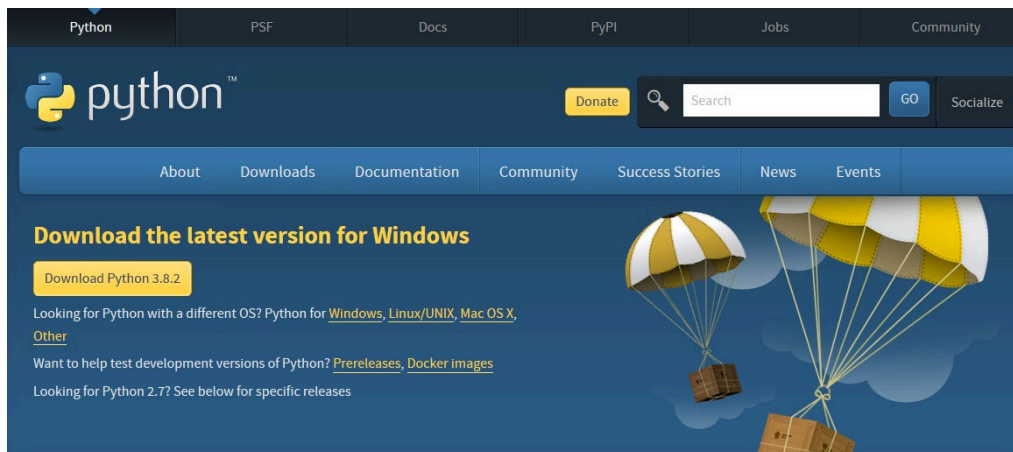 Python PSF Docs PyPI Jobs Community
python™
Donate Search GO Socialize
About Downloads Documentation Community Success Stories News Events
Download the latest version for Windows
Download Python 3.8.2
Looking for Python with a different OS? Python for Windows, Linux/UNIX, Mac OS X,
Other
Want to help test development versions of Python? Prereleases, Docker images
Looking for Python 2.7? See below for specific releases